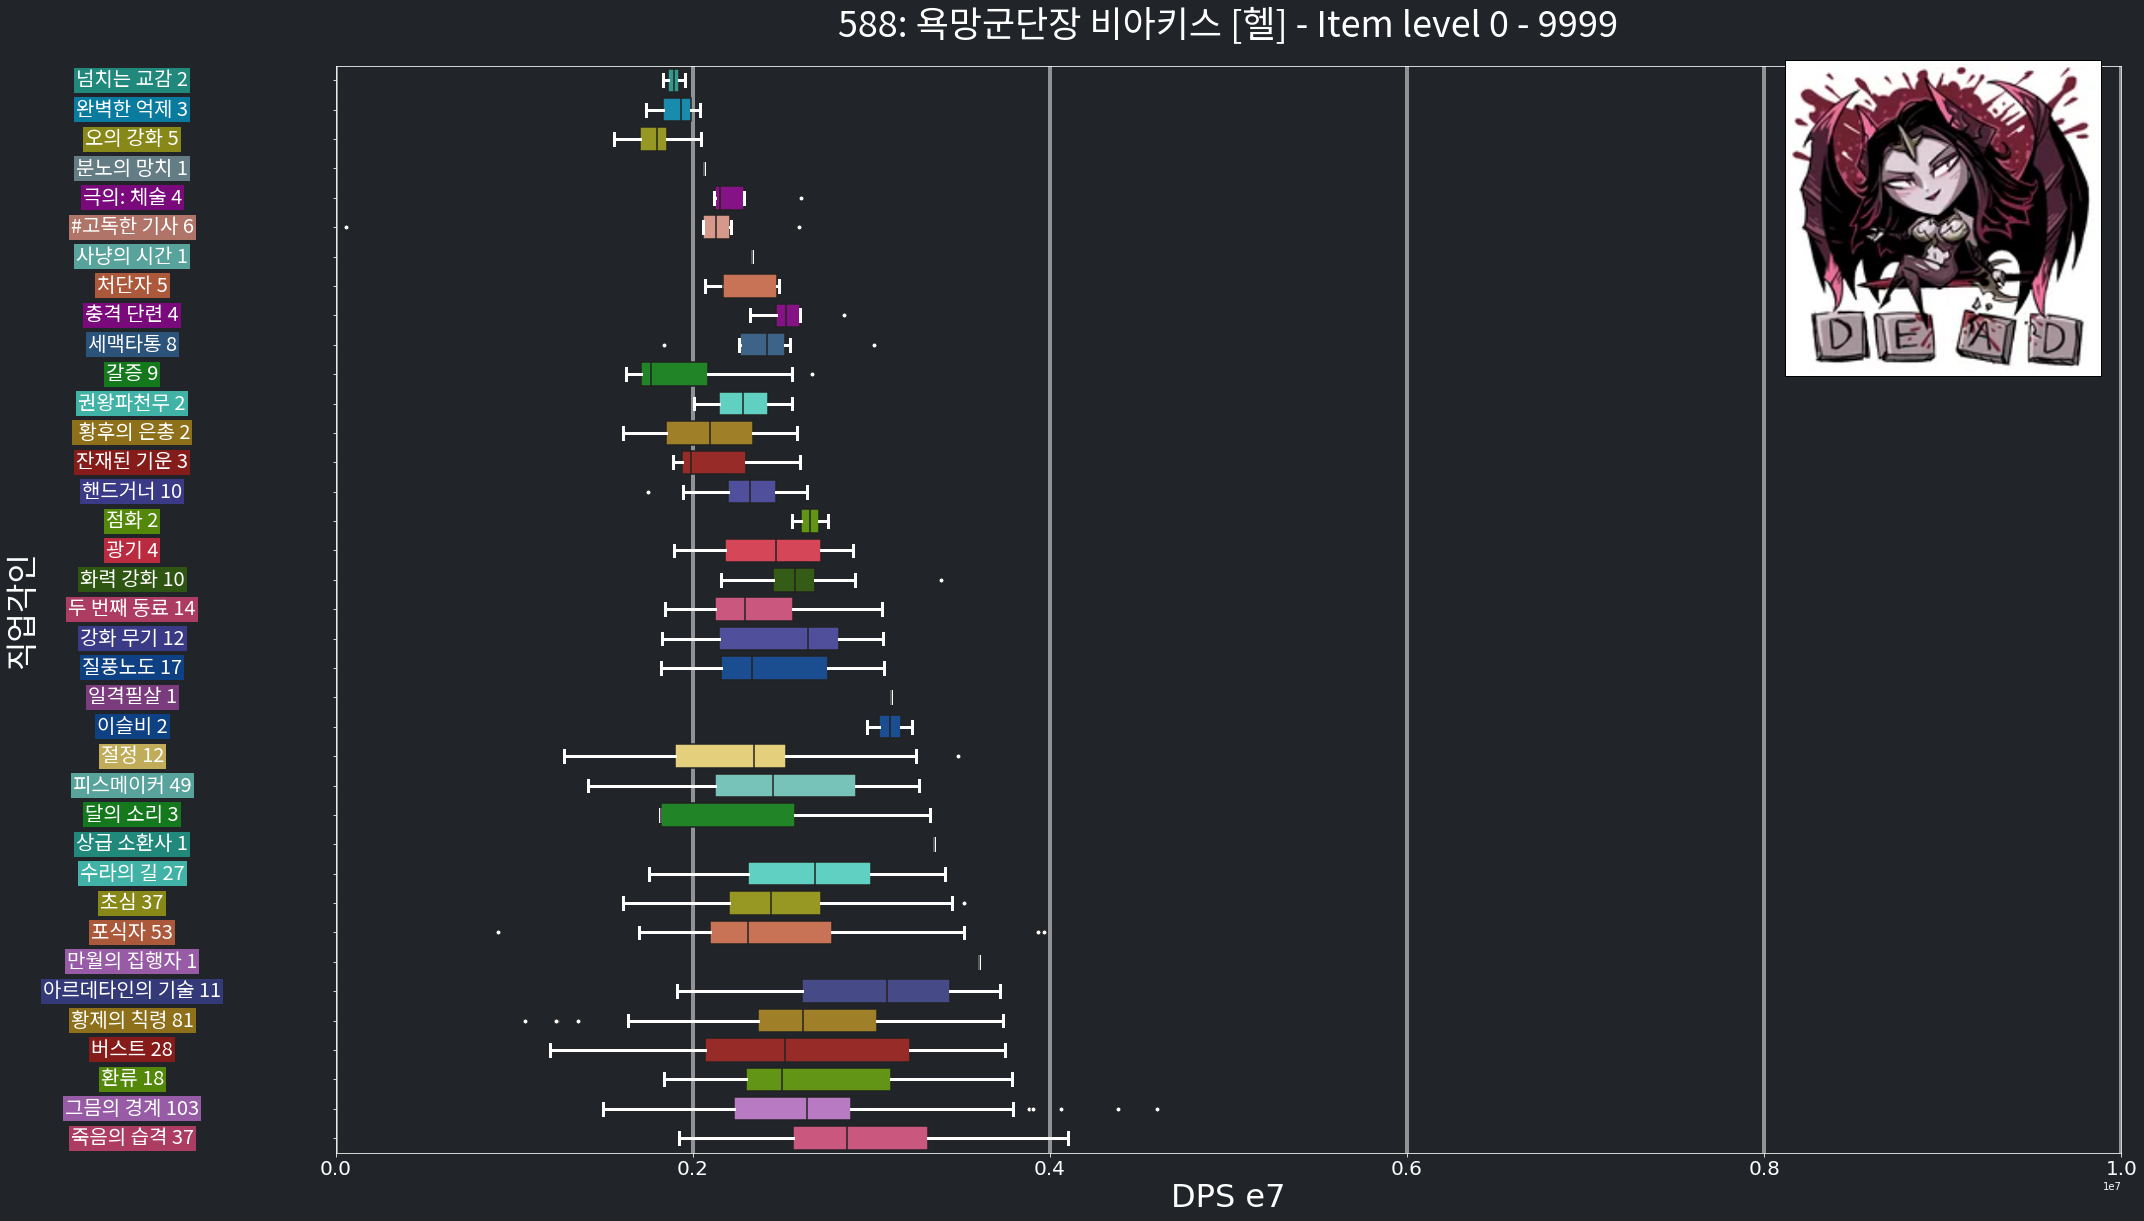 588: 욕망군단장 비아키스 [헬] - Item level 0 - 9999
넘치는 교감 2
완벽한 억제 3
오의 강화 5
분노의 망치 1
극의: 체술 4
#고독한 기사 6
사냥의 시간 1
처단자 5
충격 단련 4
세맥타통 8
갈증 9
권왕파천무 2
황후의 은총 2
잔재된 기운 3
핸드거너 10
점화 2
광기 4
화력 강화 10
두 번째 동료 14
강화 무기 12
질풍노도 17
일격필살 1
이슬비 2
절정 12
피스메이커 49
달의 소리 3
상급 소환사 1
수라의 길 27
초심 37
포식자 53
만월의 집행자 1
아르데타인의 기술 11
황제의 칙령 81
버스트 28
환류 18
그믐의 경계 103
죽음의 습격 37
직업각인
0.0 0.2 0.4 0.6 0.8 1.0
1e7
DPS e7
D E A D